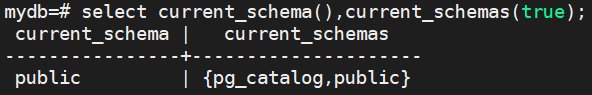 mydb=# select current_schema(),current_schemas(true);
 current_schema |   current_schemas
----------------+---------------------
 public         | {pg_catalog,public}